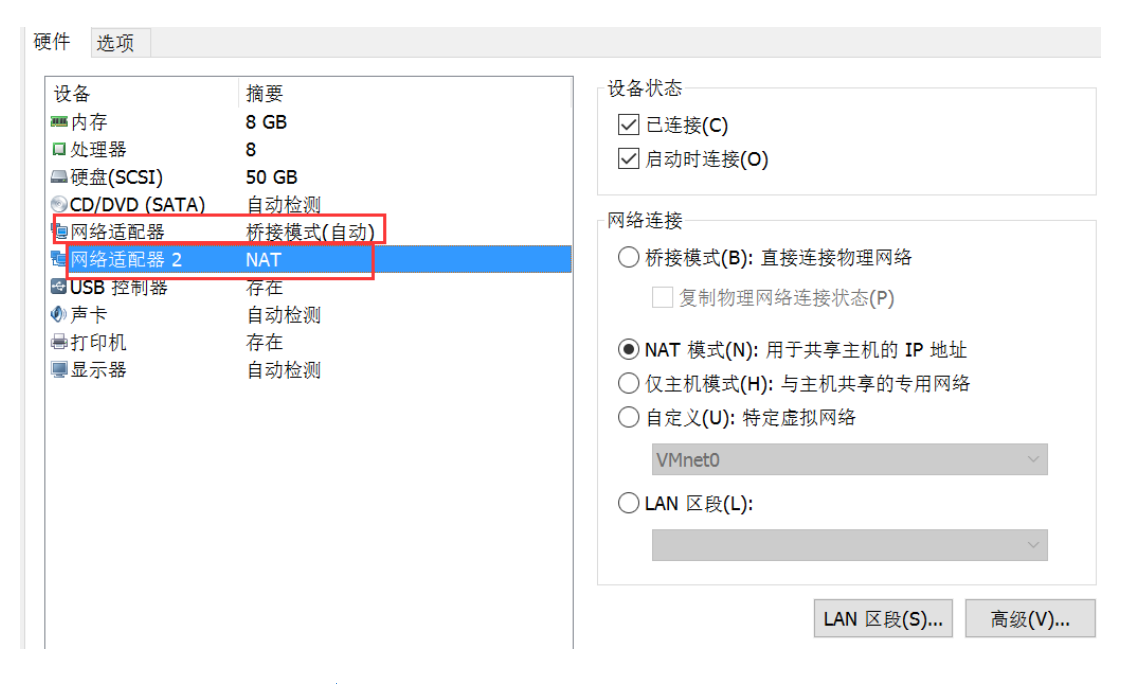 硬件 选项
设备 摘要
内存 8 GB
处理器 8
硬盘(SCSI) 50 GB
CD/DVD (SATA) 自动检测
网络适配器 桥接模式(自动)
网络适配器 2 NAT
USB 控制器 存在
声卡 自动检测
打印机 存在
显示器 自动检测
设备状态
已连接(C)
启动时连接(O)
网络连接
桥接模式(B): 直接连接物理网络
复制物理网络连接状态(P)
NAT 模式(N): 用于共享主机的 IP 地址
仅主机模式(H): 与主机共享的专用网络
自定义(U): 特定虚拟网络
VMnet0
LAN 区段(L):
LAN 区段(S)... 高级(V)...